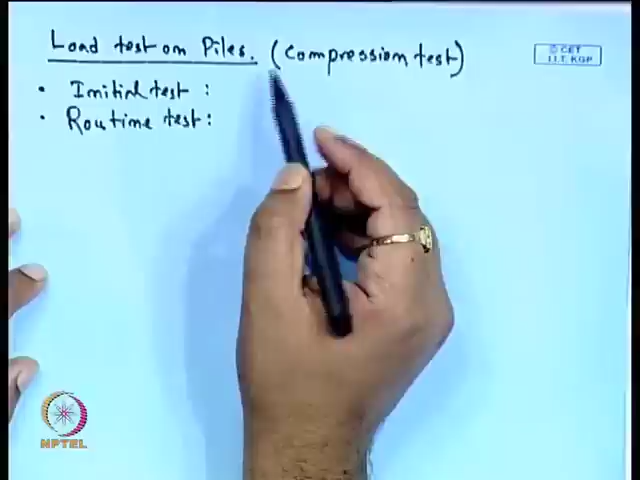 Load test on Piles. (Compression test)
© CET
I.I.T. KGP
• Initial test :
• Routine test :
NPTEL